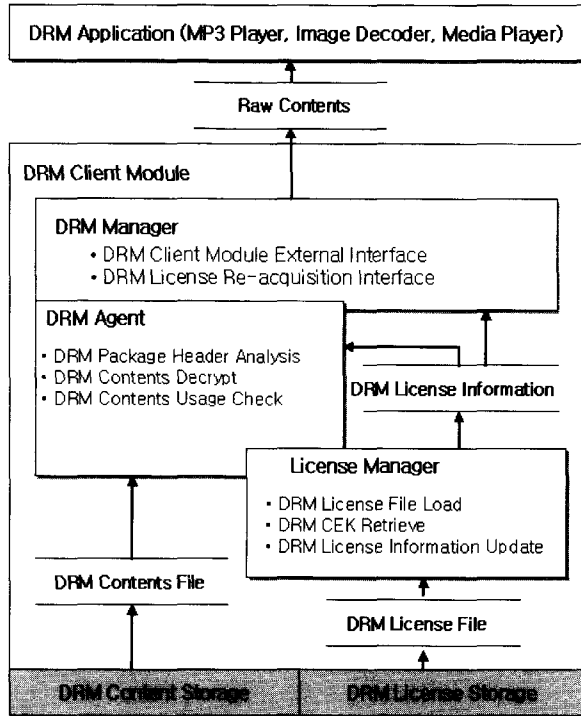 DRM Application (MP3 Player, Image Decoder, Media Player)
Raw Contents
DRM Client Module
DRM Manager
• DRM Client Module External Interface
• DRM License Re-acquisition Interface
DRM Agent
• DRM Package Header Analysis
• DRM Contents Decrypt
• DRM Contents Usage Check
DRM License Information
License Manager
• DRM License File Load
• DRM CEK Retrieve
• DRM License Information Update
DRM Contents File
DRM License File
DRM Content Storage
DRM License Storage